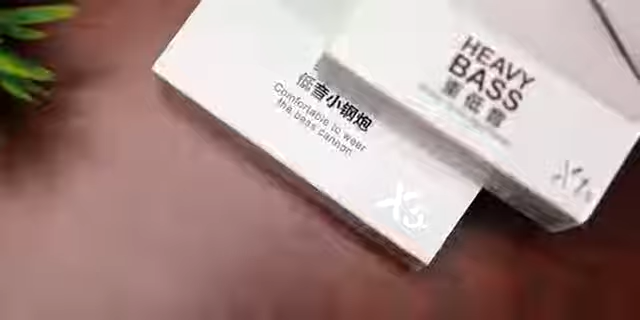 低音小钢炮
Comfortable to wear
the bass cannon
HEAVY
BASS
重低音